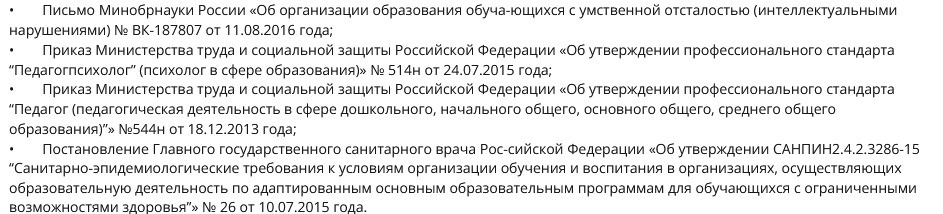 • Письмо Минобрнауки России «Об организации образования обуча-ющихся с умственной отсталостью (интеллектуальными
нарушениями) № ВК-187807 от 11.08.2016 года;
• Приказ Министерства труда и социальной защиты Российской Федерации «Об утверждении профессионального стандарта
“Педагогпсихолог” (психолог в сфере образования)» № 514н от 24.07.2015 года;
• Приказ Министерства труда и социальной защиты Российской Федерации «Об утверждении профессионального стандарта
“Педагог (педагогическая деятельность в сфере дошкольного, начального общего, основного общего, среднего общего
образования)”» №544н от 18.12.2013 года;
• Постановление Главного государственного санитарного врача Рос-сийской Федерации «Об утверждении САНПИН2.4.2.3286-15
“Санитарно-эпидемиологические требования к условиям организации обучения и воспитания в организациях, осуществляющих
образовательную деятельность по адаптированным основным образовательным программам для обучающихся с ограниченными
возможностями здоровья”» № 26 от 10.07.2015 года.